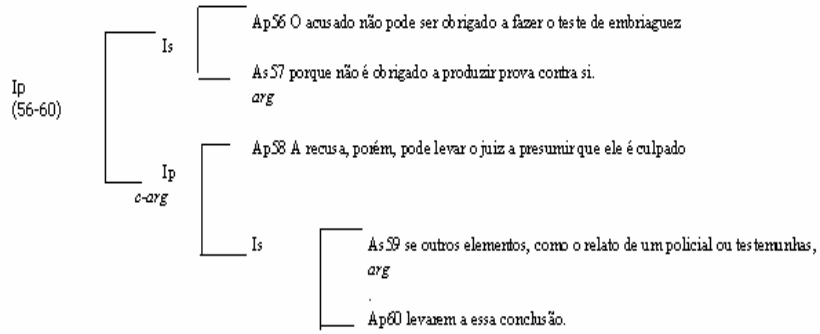 Ap56 O acusado não pode ser obrigado a fazer o teste de embriaguez
Is
As57 porque não é obrigado a produzir prova contra si.
arg
Ip
(56-60)
Ap58 A recusa, porém, pode levar o juiz a presumir que ele é culpado
Ip
c-arg
Is
As59 se outros elementos, como o relato de um policial ou testemunhas,
arg
.
Ap60 levarem a essa conclusão.